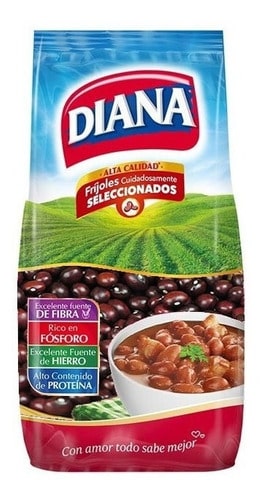 DIANA
ALTA CALIDAD
Frijoles Cuidadosamente
SELECCIONADOS
Excelente fuente
DE FIBRA
Rico en
FÓSFORO
Excelente Fuente
de HIERRO
Alto Contenido
de PROTEÍNA
Con amor todo sabe mejor